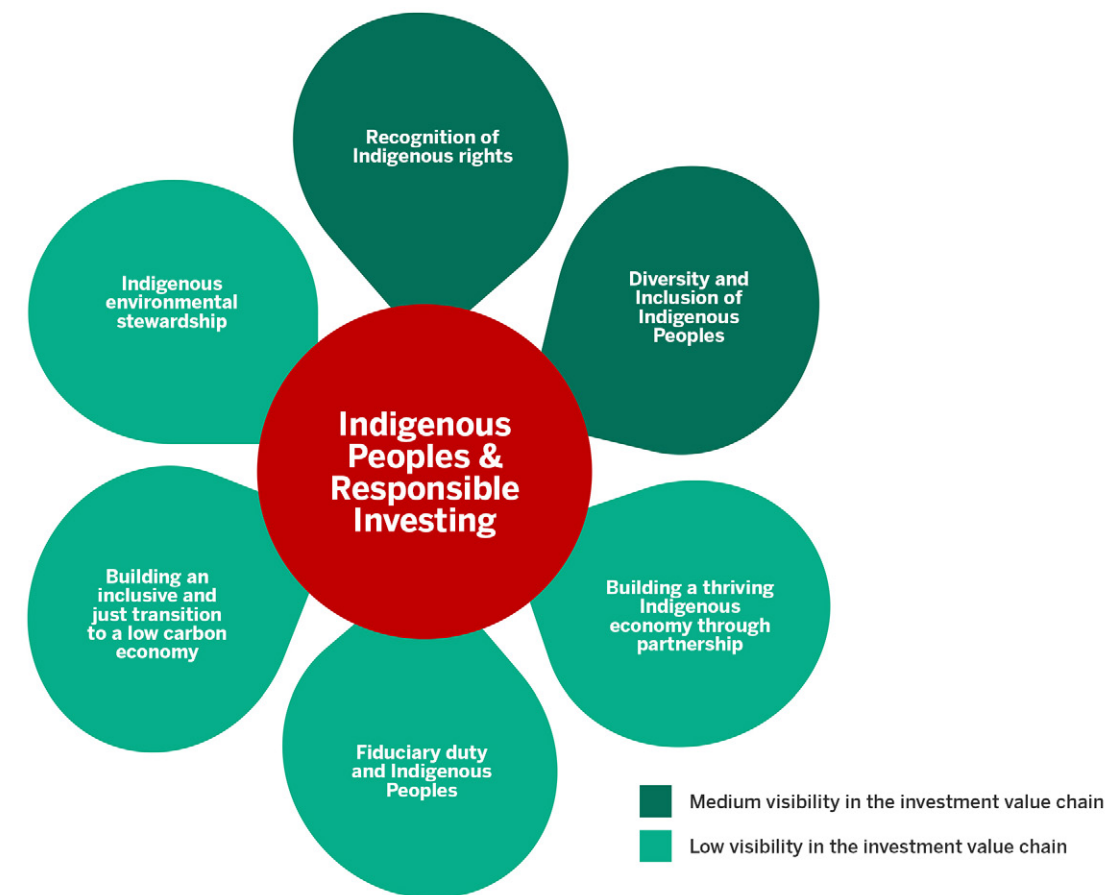 Recognition of
Indigenous rights
Diversity and
Inclusion of
Indigenous
Peoples
Indigenous
environmental
stewardship
Indigenous
Peoples &
Responsible
Investing
Building an
inclusive and
just transition
to a low carbon
economy
Building a thriving
Indigenous
economy through
partnership
Fiduciary duty
and Indigenous
Peoples
Medium visibility in the investment value chain
Low visibility in the investment value chain